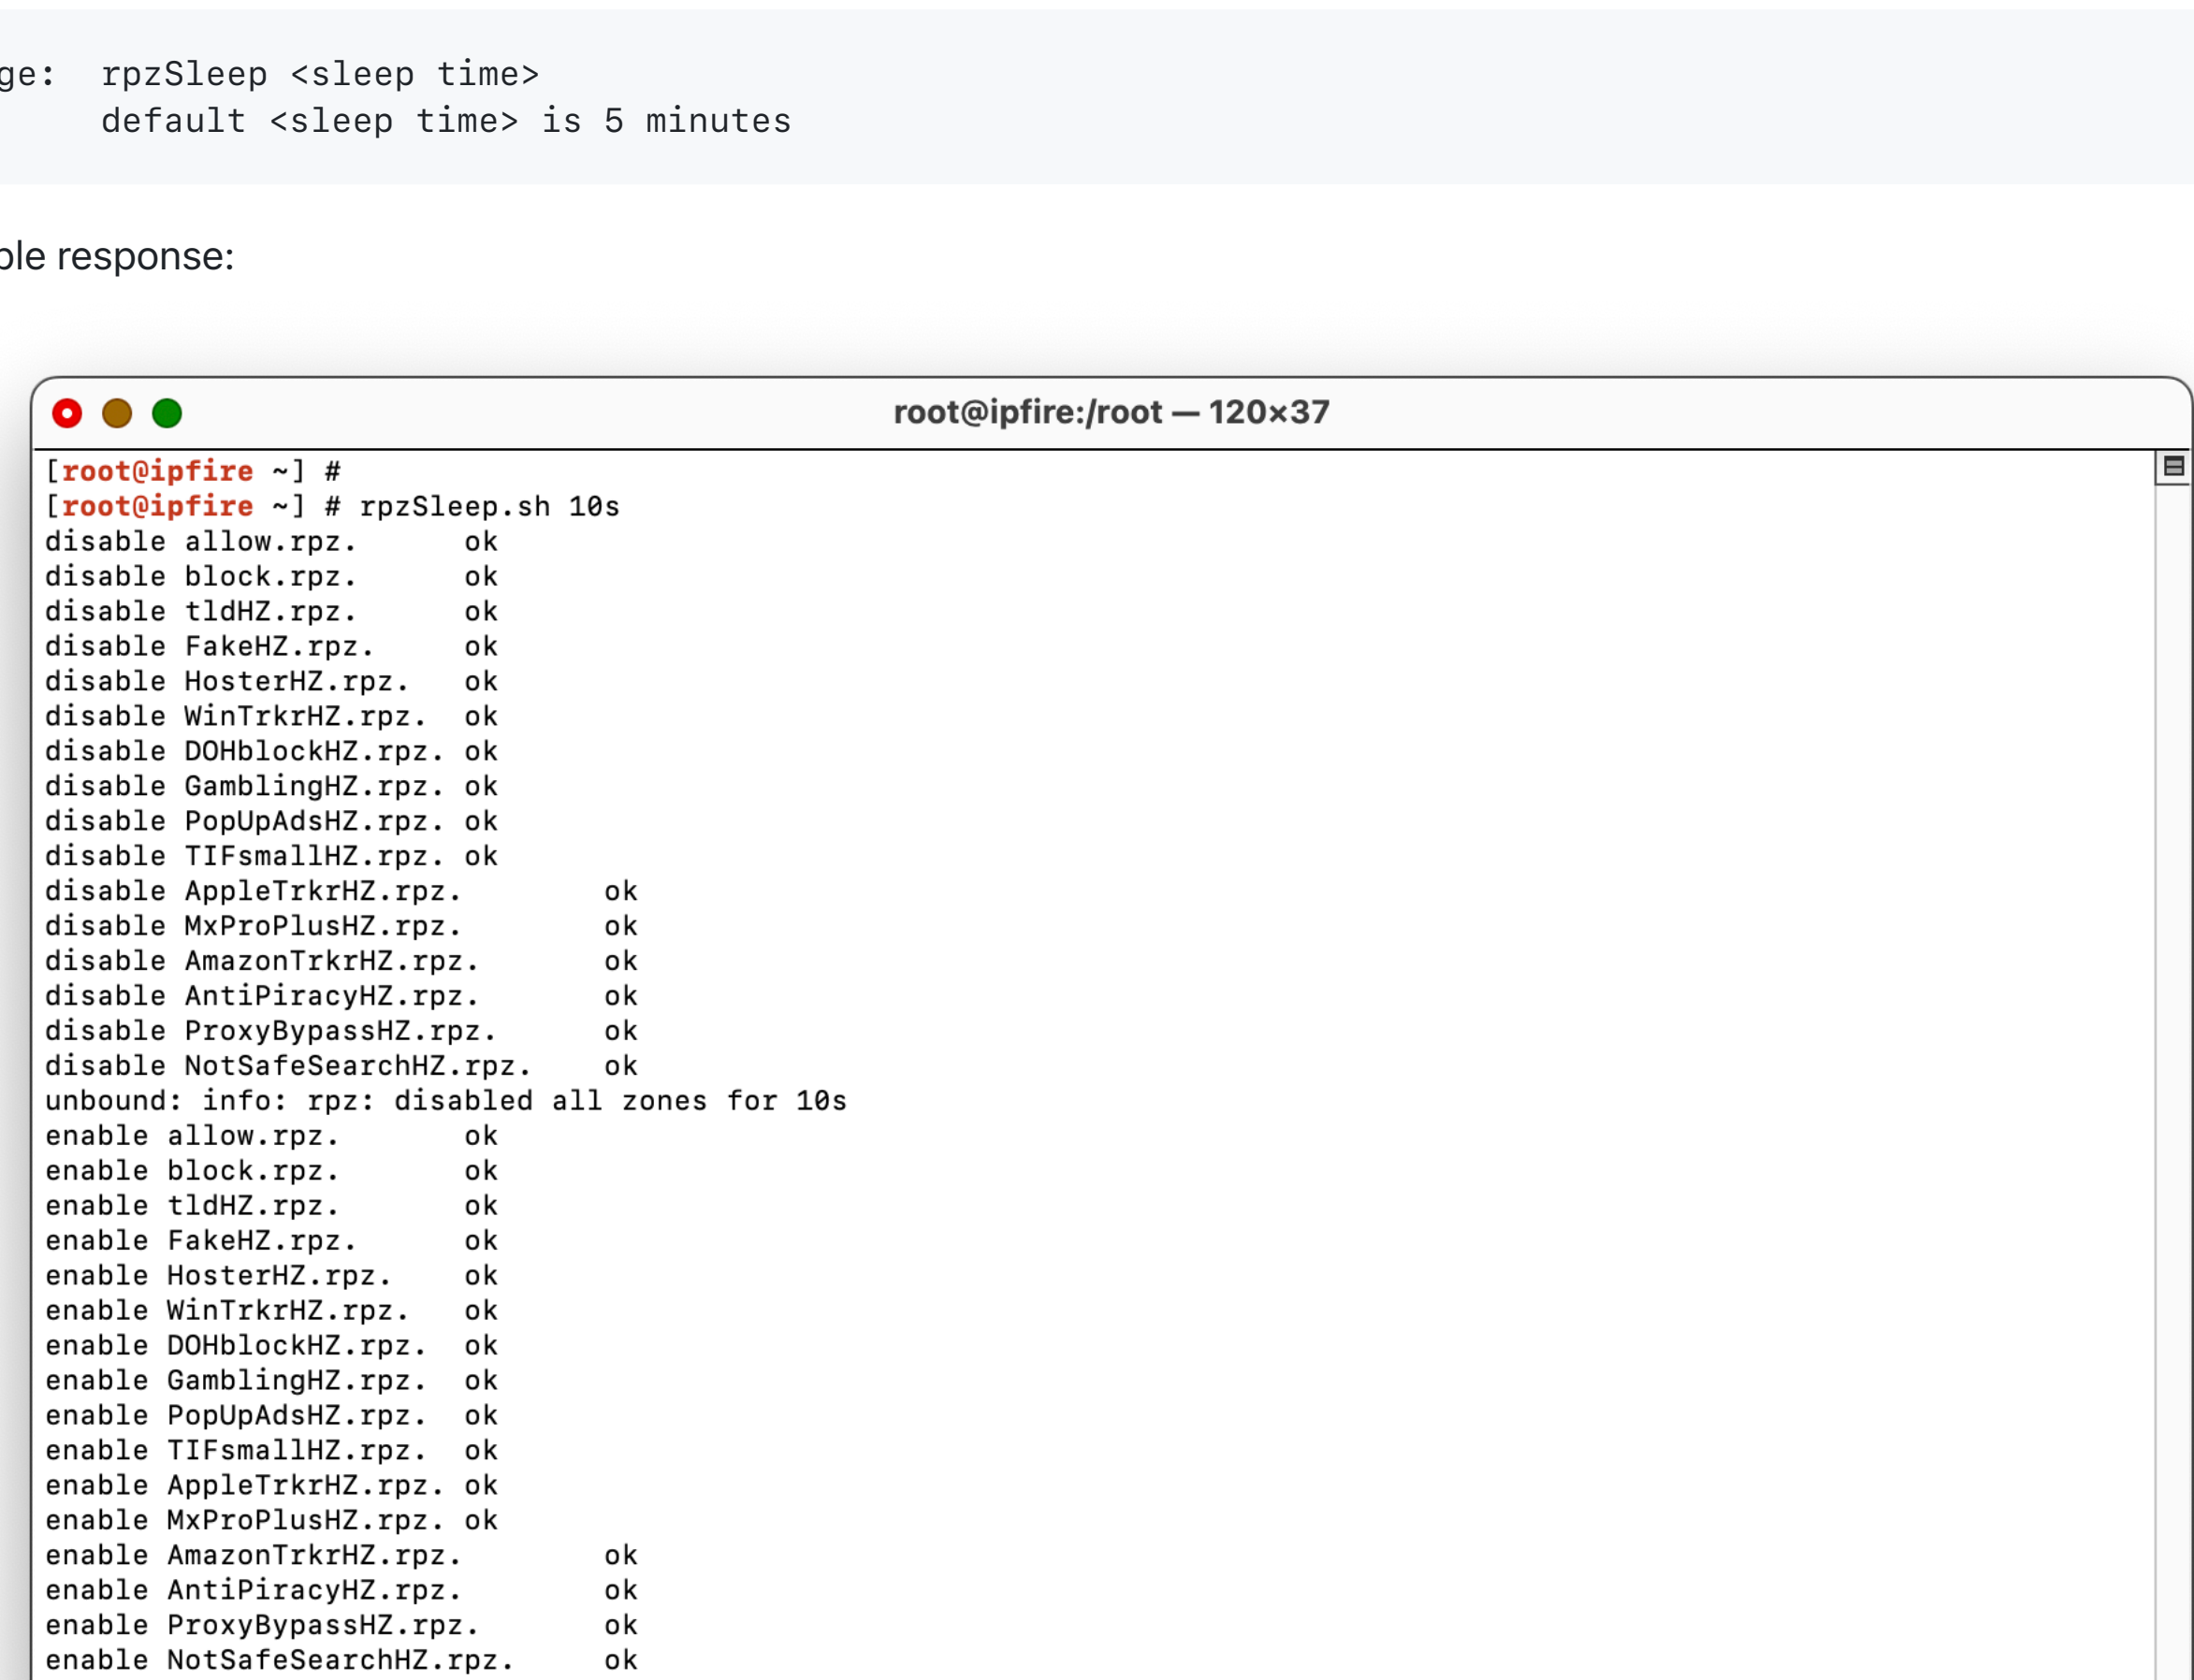 ge:  rpzSleep <sleep time>
     default <sleep time> is 5 minutes
ble response:
root@ipfire:/root — 120×37
[root@ipfire ~] #
[root@ipfire ~] # rpzSleep.sh 10s
disable allow.rpz.      ok
disable block.rpz.      ok
disable tldHZ.rpz.      ok
disable FakeHZ.rpz.     ok
disable HosterHZ.rpz.   ok
disable WinTrkrHZ.rpz.  ok
disable DOHblockHZ.rpz. ok
disable GamblingHZ.rpz. ok
disable PopUpAdsHZ.rpz. ok
disable TIFsmallHZ.rpz. ok
disable AppleTrkrHZ.rpz.        ok
disable MxProPlusHZ.rpz.        ok
disable AmazonTrkrHZ.rpz.       ok
disable AntiPiracyHZ.rpz.       ok
disable ProxyBypassHZ.rpz.      ok
disable NotSafeSearchHZ.rpz.    ok
unbound: info: rpz: disabled all zones for 10s
enable allow.rpz.       ok
enable block.rpz.       ok
enable tldHZ.rpz.       ok
enable FakeHZ.rpz.      ok
enable HosterHZ.rpz.    ok
enable WinTrkrHZ.rpz.   ok
enable DOHblockHZ.rpz.  ok
enable GamblingHZ.rpz.  ok
enable PopUpAdsHZ.rpz.  ok
enable TIFsmallHZ.rpz.  ok
enable AppleTrkrHZ.rpz. ok
enable MxProPlusHZ.rpz. ok
enable AmazonTrkrHZ.rpz.        ok
enable AntiPiracyHZ.rpz.        ok
enable ProxyBypassHZ.rpz.       ok
enable NotSafeSearchHZ.rpz.     ok